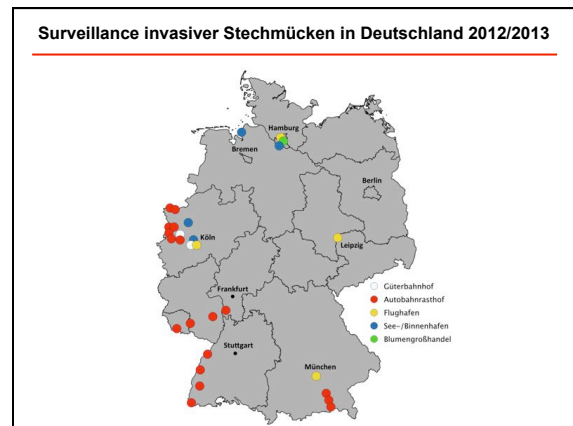 Surveillance invasiver Stechmücken in Deutschland 2012/2013
Hamburg
Bremen
Berlin
Köln
Leipzig
Frankfurt
Güterbahnhof
Autobahnrasthof
Flughafen
See-/Binnenhafen
Blumengroßhandel
Stuttgart
München